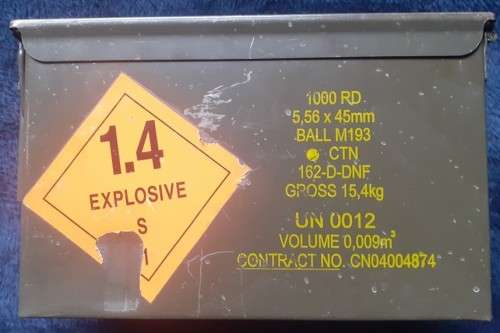 1.4
EXPLOSIVE
S
1
1000 RD
5,56 x 45mm
BALL M193
CTN
162-D-DNF
GROSS 15,4kg
UN 0012
VOLUME 0,009m³
CONTRACT NO. CN04004874